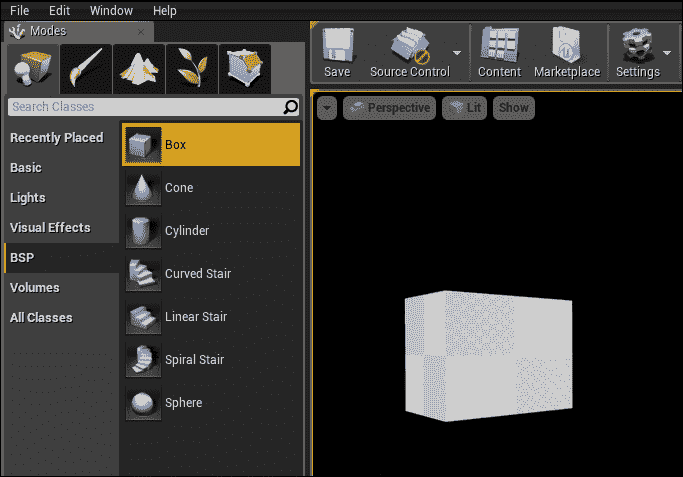 File Edit Window Help
Modes
Search Classes
Recently Placed
Basic
Lights
Visual Effects
BSP
Volumes
All Classes
Box
Cone
Cylinder
Curved Stair
Linear Stair
Spiral Stair
Sphere
Save Source Control Content Marketplace Settings
Perspective Lit Show